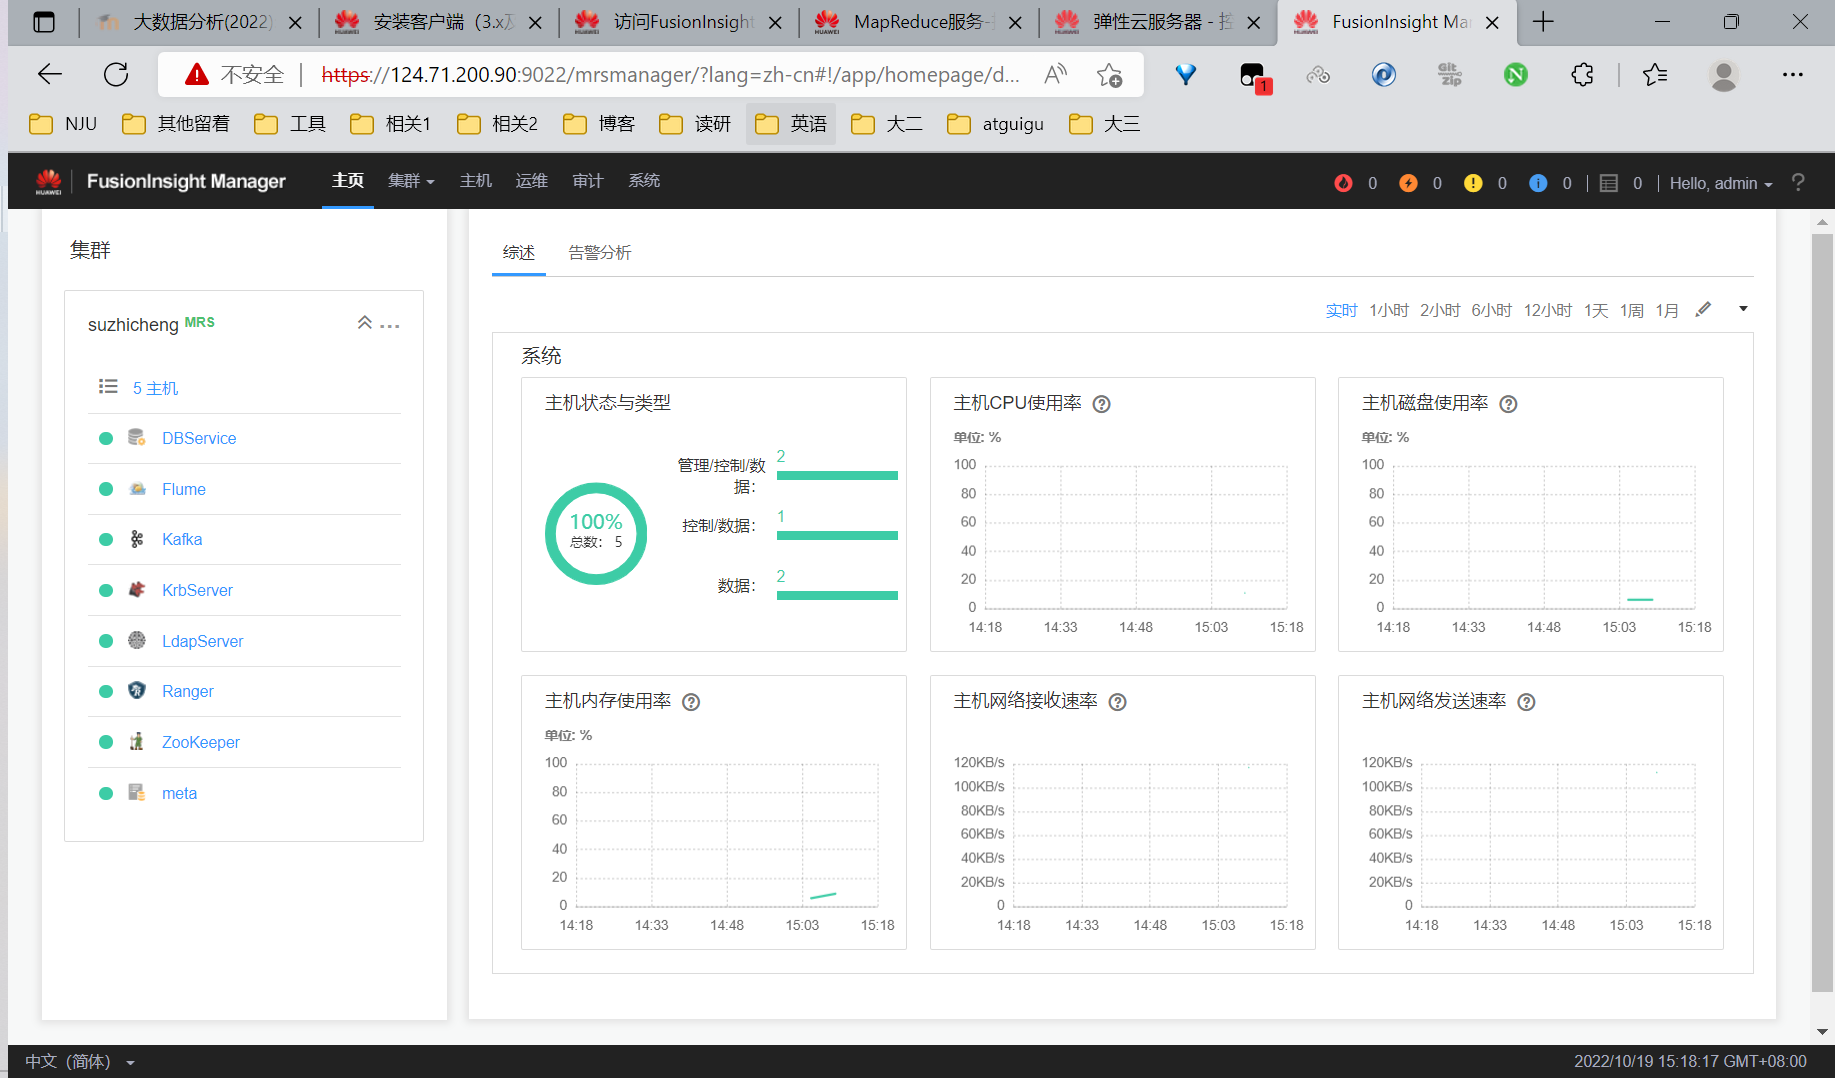 大数据分析(2022)
安装客户端（3.x及
访问FusionInsight
MapReduce服务-
弹性云服务器 - 控
FusionInsight Ma
不安全
https://124.71.200.90:9022/mrsmanager/?lang=zh-cn#!/app/homepage/d...
1
NJU
其他留着
工具
相关1
相关2
博客
读研
英语
大二
atguigu
大三
HUAWEI
FusionInsight Manager
主页
集群
主机
运维
审计
系统
0
0
0
0
0
Hello, admin
集群
suzhicheng MRS
5 主机
DBService
Flume
Kafka
KrbServer
LdapServer
Ranger
ZooKeeper
meta
综述
告警分析
实时 1小时 2小时 6小时 12小时 1天 1周 1月
系统
主机状态与类型
100%
总数： 5
管理/控制/数
据：
2
控制/数据：
1
数据：
2
主机CPU使用率
单位: %
100
80
60
40
20
0
14:18 14:33 14:48 15:03 15:18
主机磁盘使用率
单位: %
100
80
60
40
20
0
14:18 14:33 14:48 15:03 15:18
主机内存使用率
单位: %
100
80
60
40
20
0
14:18 14:33 14:48 15:03 15:18
主机网络接收速率
120KB/s
100KB/s
80KB/s
60KB/s
40KB/s
20KB/s
0
14:18 14:33 14:48 15:03 15:18
主机网络发送速率
120KB/s
100KB/s
80KB/s
60KB/s
40KB/s
20KB/s
0
14:18 14:33 14:48 15:03 15:18
中文（简体）
2022/10/19 15:18:17 GMT+08:00